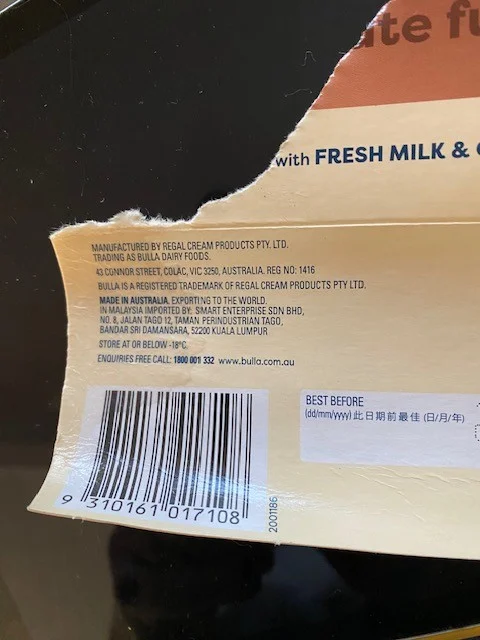 ate fu
with FRESH MILK &
MANUFACTURED BY REGAL CREAM PRODUCTS PTY. LTD.
TRADING AS BULLA DAIRY FOODS.
43 CONNOR STREET, COLAC, VIC 3250, AUSTRALIA. REG NO: 1416
BULLA IS A REGISTERED TRADEMARK OF REGAL CREAM PRODUCTS PTY LTD.
MADE IN AUSTRALIA. EXPORTING TO THE WORLD.
IN MALAYSIA IMPORTED BY: SMART ENTERPRISE SDN BHD,
NO. 8, JALAN TAGO 12, TAMAN PERINDUSTRIAN TAGO,
BANDAR SRI DAMANSARA, 52200 KUALA LUMPUR
STORE AT OR BELOW -18°C
ENQUIRIES FREE CALL: 1800 001 332 www.bulla.com.au
BEST BEFORE
(dd/mm/yyyy) 此日期前最佳 (日/月/年)
9 310161 017108
2001186